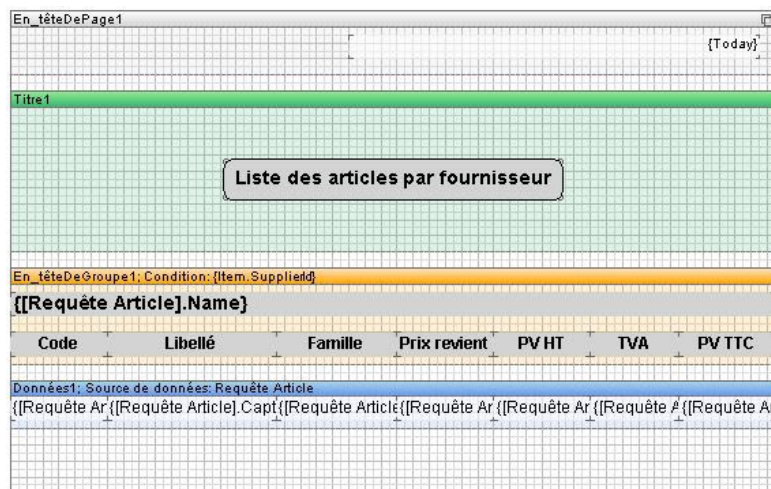 En_têteDePage1
{Today}
Titre1
Liste des articles par fournisseur
En_têteDeGroupe1; Condition: {Item.SupplierId}
{[Requête Article].Name}
Code Libellé Famille Prix revient PV HT TVA PV TTC
Données1; Source de données: Requête Article
{[Requête Ar {[Requête Article].Capt {[Requête Article {[Requête Ar {[Requête Ar {[Requête A {[Requête Ar